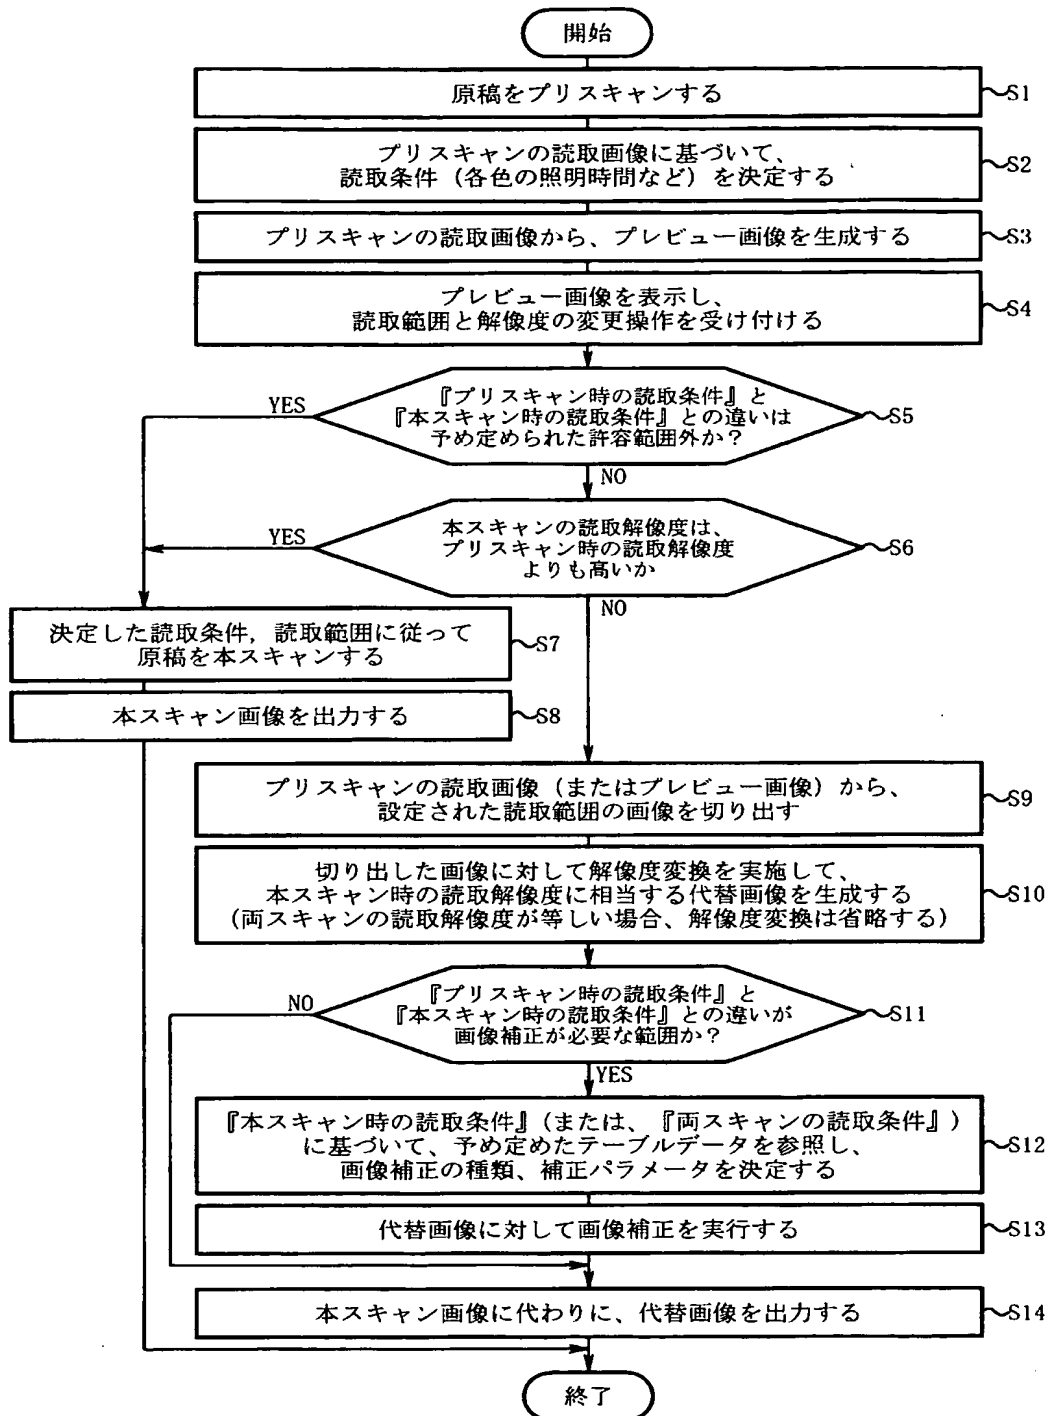 開始
原稿をプリスキャンする
S1
プリスキャンの読取画像に基づいて、
読取条件（各色の照明時間など）を決定する
S2
プリスキャンの読取画像から、プレビュー画像を生成する
S3
プレビュー画像を表示し、
読取範囲と解像度の変更操作を受け付ける
S4
『プリスキャン時の読取条件』と
『本スキャン時の読取条件』との違いは
予め定められた許容範囲外か？
S5
YES
NO
本スキャンの読取解像度は、
プリスキャン時の読取解像度
よりも高いか
S6
YES
NO
決定した読取条件，読取範囲に従って
原稿を本スキャンする
S7
本スキャン画像を出力する
S8
プリスキャンの読取画像（またはプレビュー画像）から、
設定された読取範囲の画像を切り出す
S9
切り出した画像に対して解像度変換を実施して、
本スキャン時の読取解像度に相当する代替画像を生成する
（両スキャンの読取解像度が等しい場合、解像度変換は省略する）
S10
『プリスキャン時の読取条件』と
『本スキャン時の読取条件』との違いが
画像補正が必要な範囲か？
S11
NO
YES
『本スキャン時の読取条件』（または、『両スキャンの読取条件』）
に基づいて、予め定めたテーブルデータを参照し、
画像補正の種類、補正パラメータを決定する
S12
代替画像に対して画像補正を実行する
S13
本スキャン画像に代わりに、代替画像を出力する
S14
終了